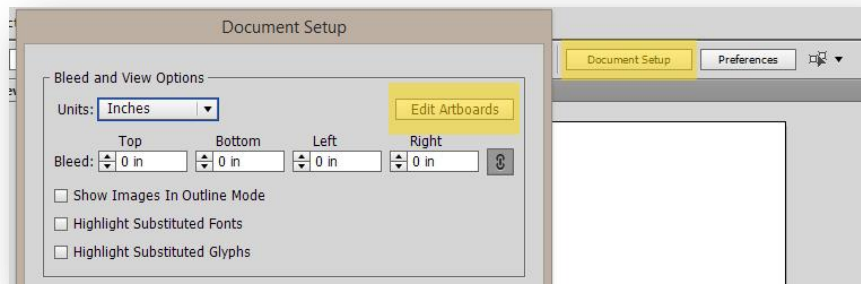 Document Setup
Document Setup
Preferences
Bleed and View Options
Units: Inches
Edit Artboards
Top Bottom Left Right
Bleed: 0 in 0 in 0 in 0 in
Show Images In Outline Mode
Highlight Substituted Fonts
Highlight Substituted Glyphs